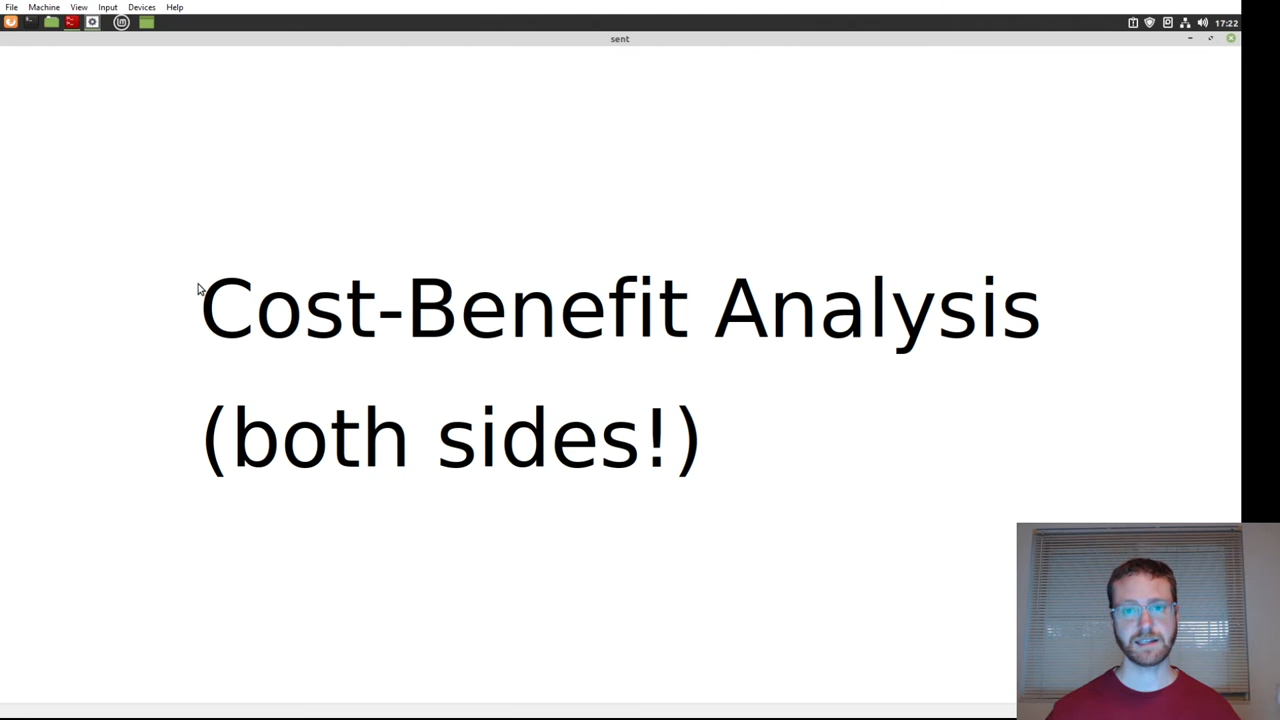 File Machine View Input Devices Help
17:22
sent
Cost-Benefit Analysis
(both sides!)